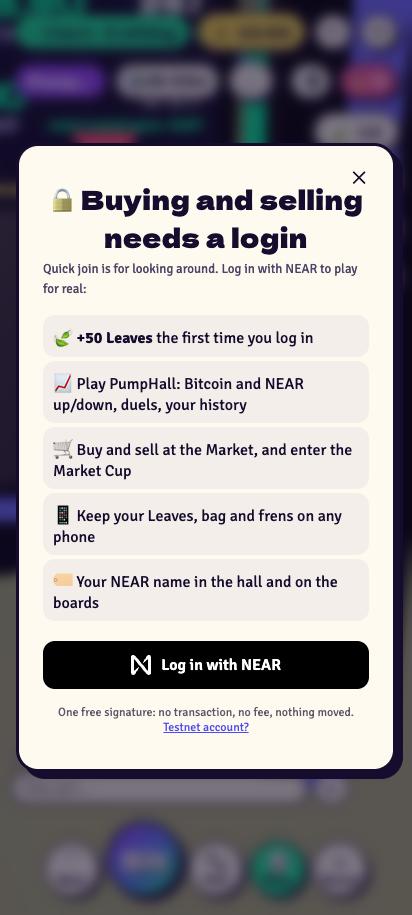 Buying and selling
needs a login
Quick join is for looking around. Log in with NEAR to play
for real:
+50 Leaves the first time you log in
Play PumpHall: Bitcoin and NEAR
up/down, duels, your history
Buy and sell at the Market, and enter the
Market Cup
Keep your Leaves, bag and frens on any
phone
Your NEAR name in the hall and on the
boards
Log in with NEAR
One free signature: no transaction, no fee, nothing moved.
Testnet account?